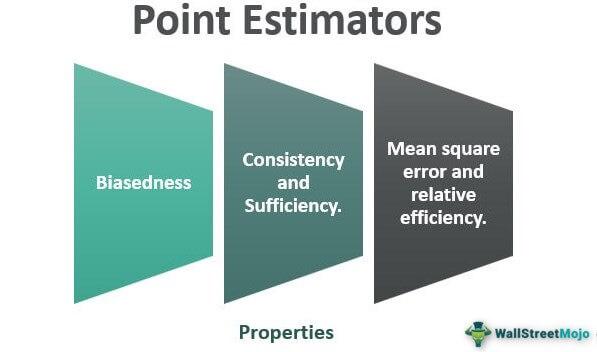 Point Estimators
Biasedness
Consistency
and
Sufficiency.
Mean square
error and
relative
efficiency.
Properties
WallStreetMojo